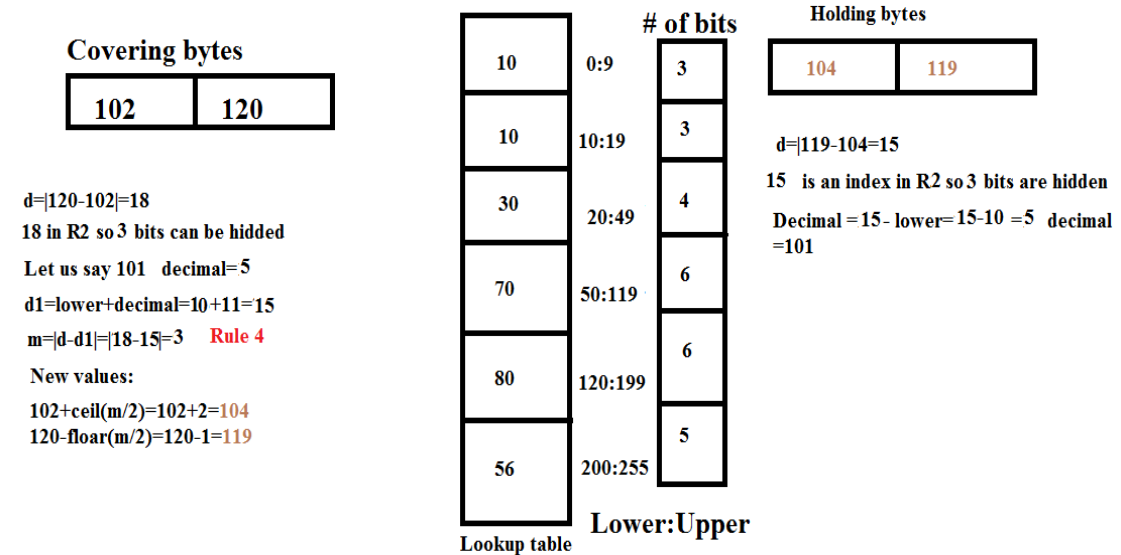 Covering bytes
102 120
d=|120-102|=18
18 in R2 so 3 bits can be hidded
Let us say 101 decimal=5
d1=lower+decimal=10+11=15
m=|d-d1|=|18-15|=3 Rule 4
New values:
102+ceil(m/2)=102+2=104
120-floar(m/2)=120-1=119
# of bits
10 0:9 3
10 10:19 3
30 20:49 4
70 50:119 6
80 120:199 6
56 200:255 5
Lower:Upper
Lookup table
Holding bytes
104 119
d=|119-104=15
15 is an index in R2 so 3 bits are hidden
Decimal =15- lower=15-10 =5 decimal
=101